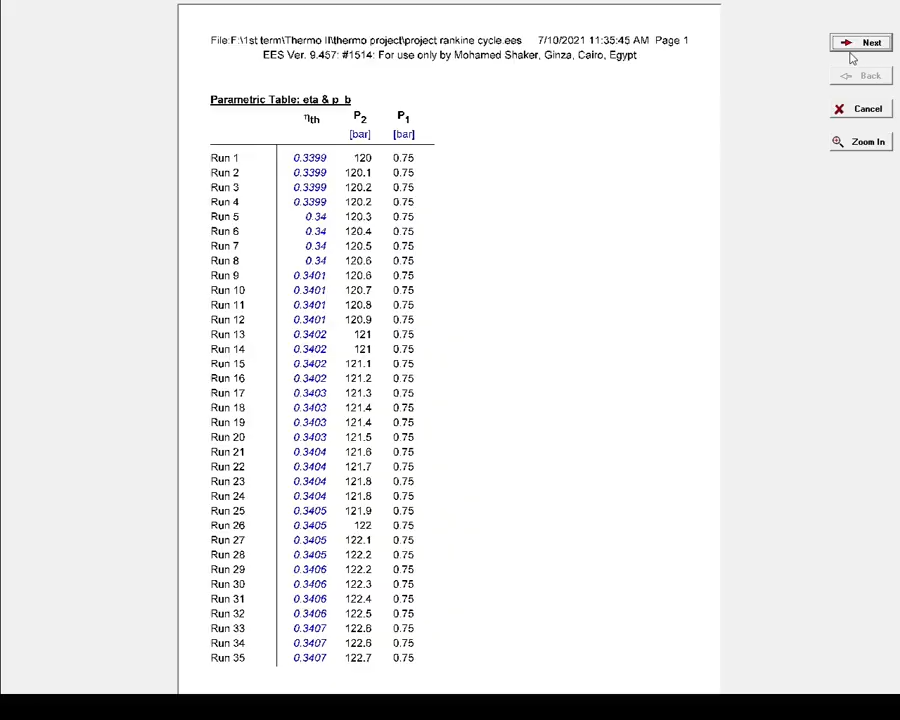 File:F:\1st term\Thermo II\thermo project\project rankine cycle.ees 7/10/2021 11:35:45 AM Page 1
EES Ver. 9.457: #1514: For use only by Mohamed Shaker, Ginza, Cairo, Egypt
Next
Back
Cancel
Zoom In
Parametric Table: eta & p_b
ηth P2 P1
[bar] [bar]
Run 1 0.3399 120 0.75
Run 2 0.3399 120.1 0.75
Run 3 0.3399 120.2 0.75
Run 4 0.3399 120.2 0.75
Run 5 0.34 120.3 0.75
Run 6 0.34 120.4 0.75
Run 7 0.34 120.5 0.75
Run 8 0.34 120.6 0.75
Run 9 0.3401 120.6 0.75
Run 10 0.3401 120.7 0.75
Run 11 0.3401 120.8 0.75
Run 12 0.3401 120.9 0.75
Run 13 0.3402 121 0.75
Run 14 0.3402 121 0.75
Run 15 0.3402 121.1 0.75
Run 16 0.3402 121.2 0.75
Run 17 0.3403 121.3 0.75
Run 18 0.3403 121.4 0.75
Run 19 0.3403 121.4 0.75
Run 20 0.3403 121.5 0.75
Run 21 0.3404 121.6 0.75
Run 22 0.3404 121.7 0.75
Run 23 0.3404 121.8 0.75
Run 24 0.3404 121.8 0.75
Run 25 0.3405 121.9 0.75
Run 26 0.3405 122 0.75
Run 27 0.3405 122.1 0.75
Run 28 0.3405 122.2 0.75
Run 29 0.3406 122.2 0.75
Run 30 0.3406 122.3 0.75
Run 31 0.3406 122.4 0.75
Run 32 0.3406 122.5 0.75
Run 33 0.3407 122.6 0.75
Run 34 0.3407 122.6 0.75
Run 35 0.3407 122.7 0.75